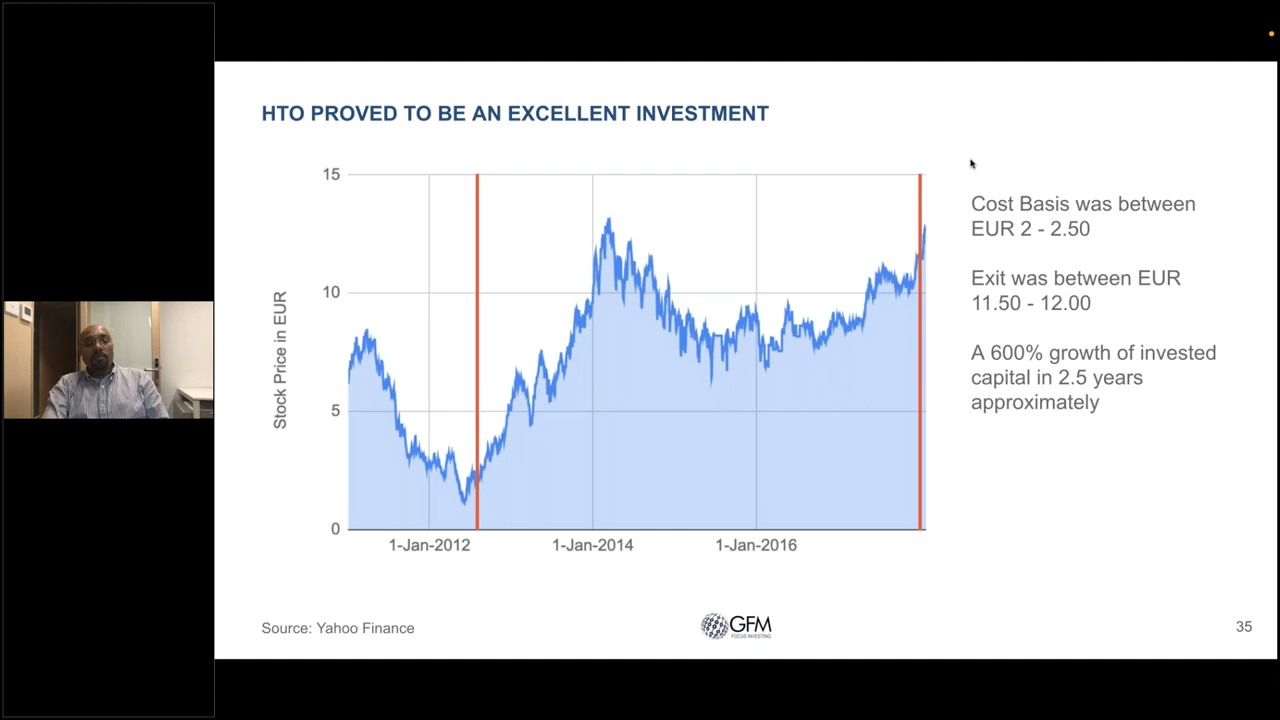 HTO PROVED TO BE AN EXCELLENT INVESTMENT
15
10
5
0
Stock Price in EUR
1-Jan-2012
1-Jan-2014
1-Jan-2016
Cost Basis was between
EUR 2 - 2.50
Exit was between EUR
11.50 - 12.00
A 600% growth of invested
capital in 2.5 years
approximately
Source: Yahoo Finance
GFM
FOCUS INVESTING
35